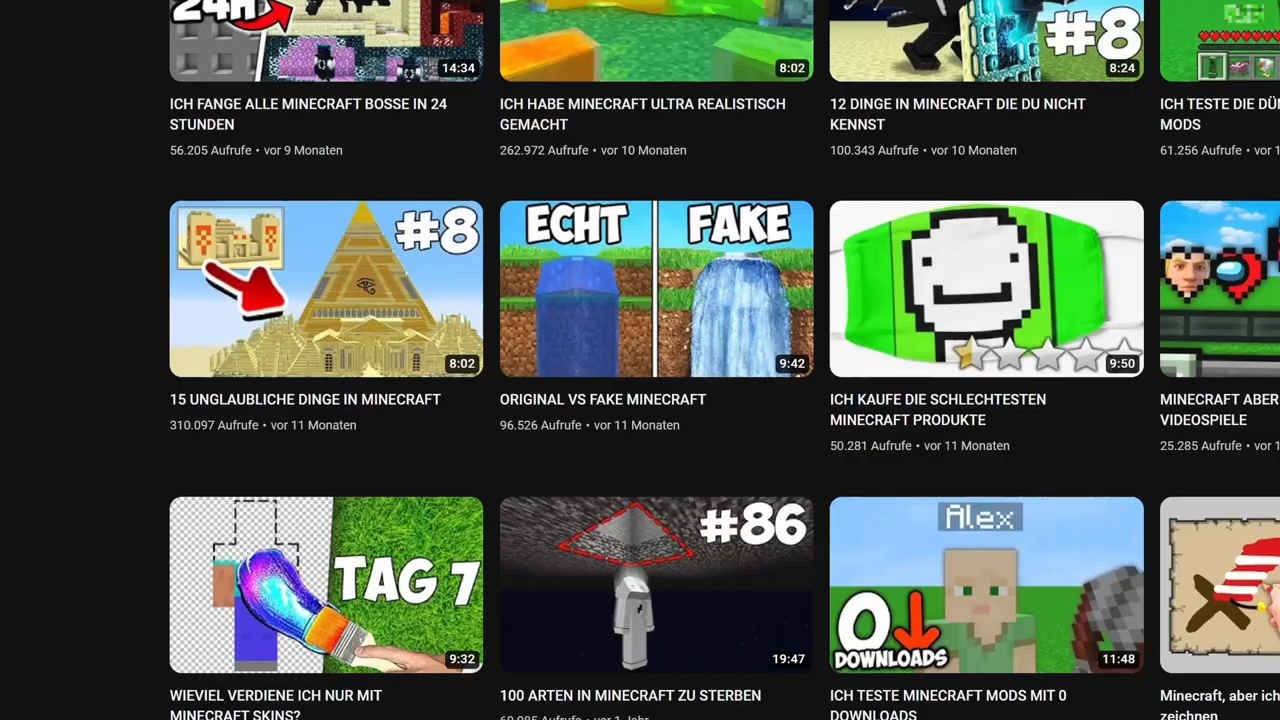 24H
14:34
8:02
#8
8:24
ICH FANGE ALLE MINECRAFT BOSSE IN 24
STUNDEN
56.205 Aufrufe • vor 9 Monaten
ICH HABE MINECRAFT ULTRA REALISTISCH
GEMACHT
262.972 Aufrufe • vor 10 Monaten
12 DINGE IN MINECRAFT DIE DU NICHT
KENNST
100.343 Aufrufe • vor 10 Monaten
ICH TESTE DIE
MODS
61.256 Aufrufe • vor
#8
8:02
ECHT
FAKE
9:42
9:50
15 UNGLAUBLICHE DINGE IN MINECRAFT
310.097 Aufrufe • vor 11 Monaten
ORIGINAL VS FAKE MINECRAFT
96.526 Aufrufe • vor 11 Monaten
ICH KAUFE DIE SCHLECHTESTEN
MINECRAFT PRODUKTE
50.281 Aufrufe • vor 11 Monaten
MINECRAFT ABER
VIDEOSPIELE
25.285 Aufrufe • vor
TAG 7
9:32
#86
19:47
Alex
0
DOWNLOADS
11:48
WIEVIEL VERDIENE ICH NUR MIT
MINECRAFT SKINS?
100 ARTEN IN MINECRAFT ZU STERBEN
60.985 Aufrufe • vor 1 Jahr
ICH TESTE MINECRAFT MODS MIT 0
DOWNLOADS
Minecraft, aber ich
zeichnen